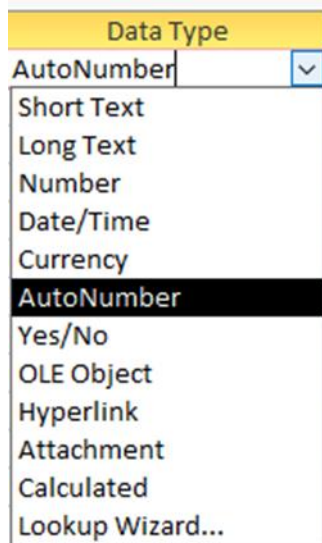 Data Type
AutoNumber
Short Text
Long Text
Number
Date/Time
Currency
AutoNumber
Yes/No
OLE Object
Hyperlink
Attachment
Calculated
Lookup Wizard...